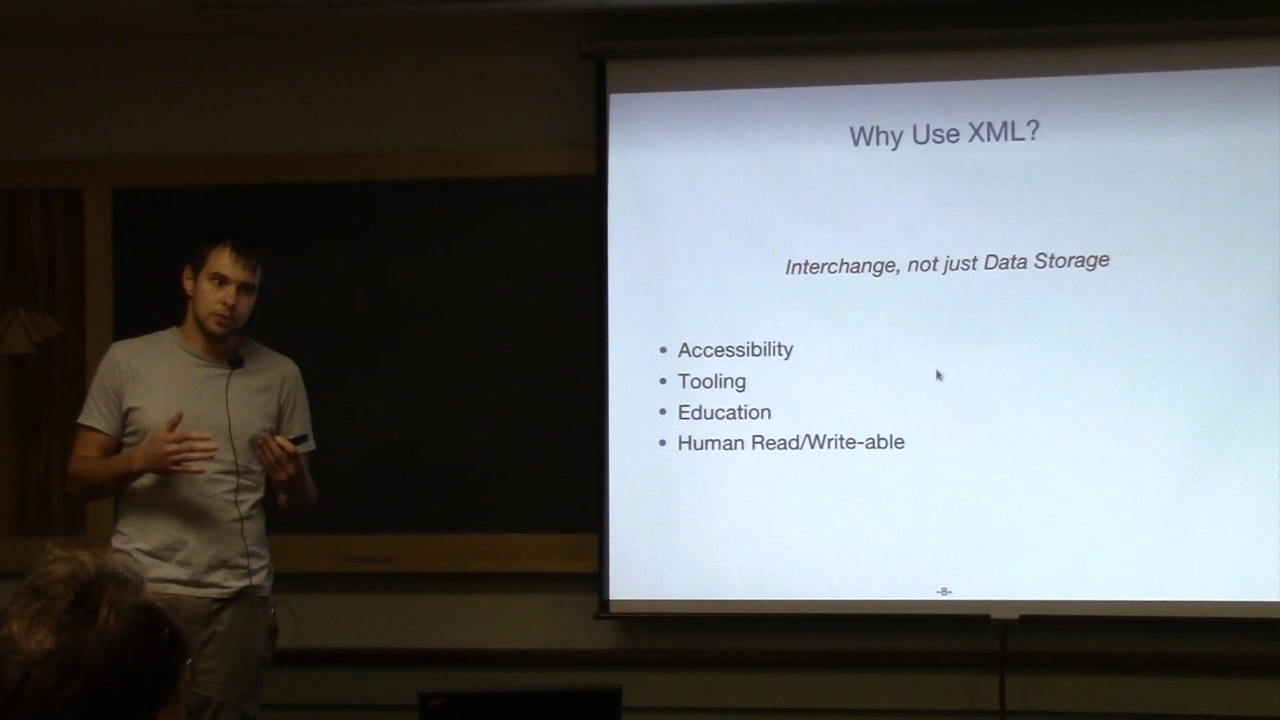 Why Use XML?
Interchange, not just Data Storage
• Accessibility
• Tooling
• Education
• Human Read/Write-able
-8-